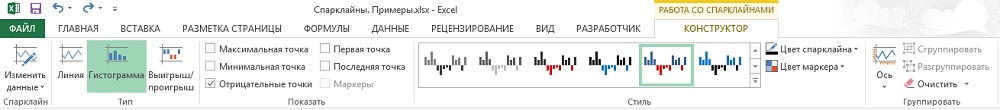 Спарклайны. Примеры.xlsx - Excel
РАБОТА СО СПАРКЛАЙНАМИ
ФАЙЛ ГЛАВНАЯ ВСТАВКА РАЗМЕТКА СТРАНИЦЫ ФОРМУЛЫ ДАННЫЕ РЕЦЕНЗИРОВАНИЕ ВИД РАЗРАБОТЧИК КОНСТРУКТОР
Изменить данные
Спарклайн
Линия
Гистограмма
Выигрыш/
проигрыш
Тип
Максимальная точка
Минимальная точка
Отрицательные точки
Первая точка
Последняя точка
Маркеры
Показать
Стиль
Цвет спарклайна
Цвет маркера
Ось
Сгруппировать
Разгруппировать
Очистить
Группировать